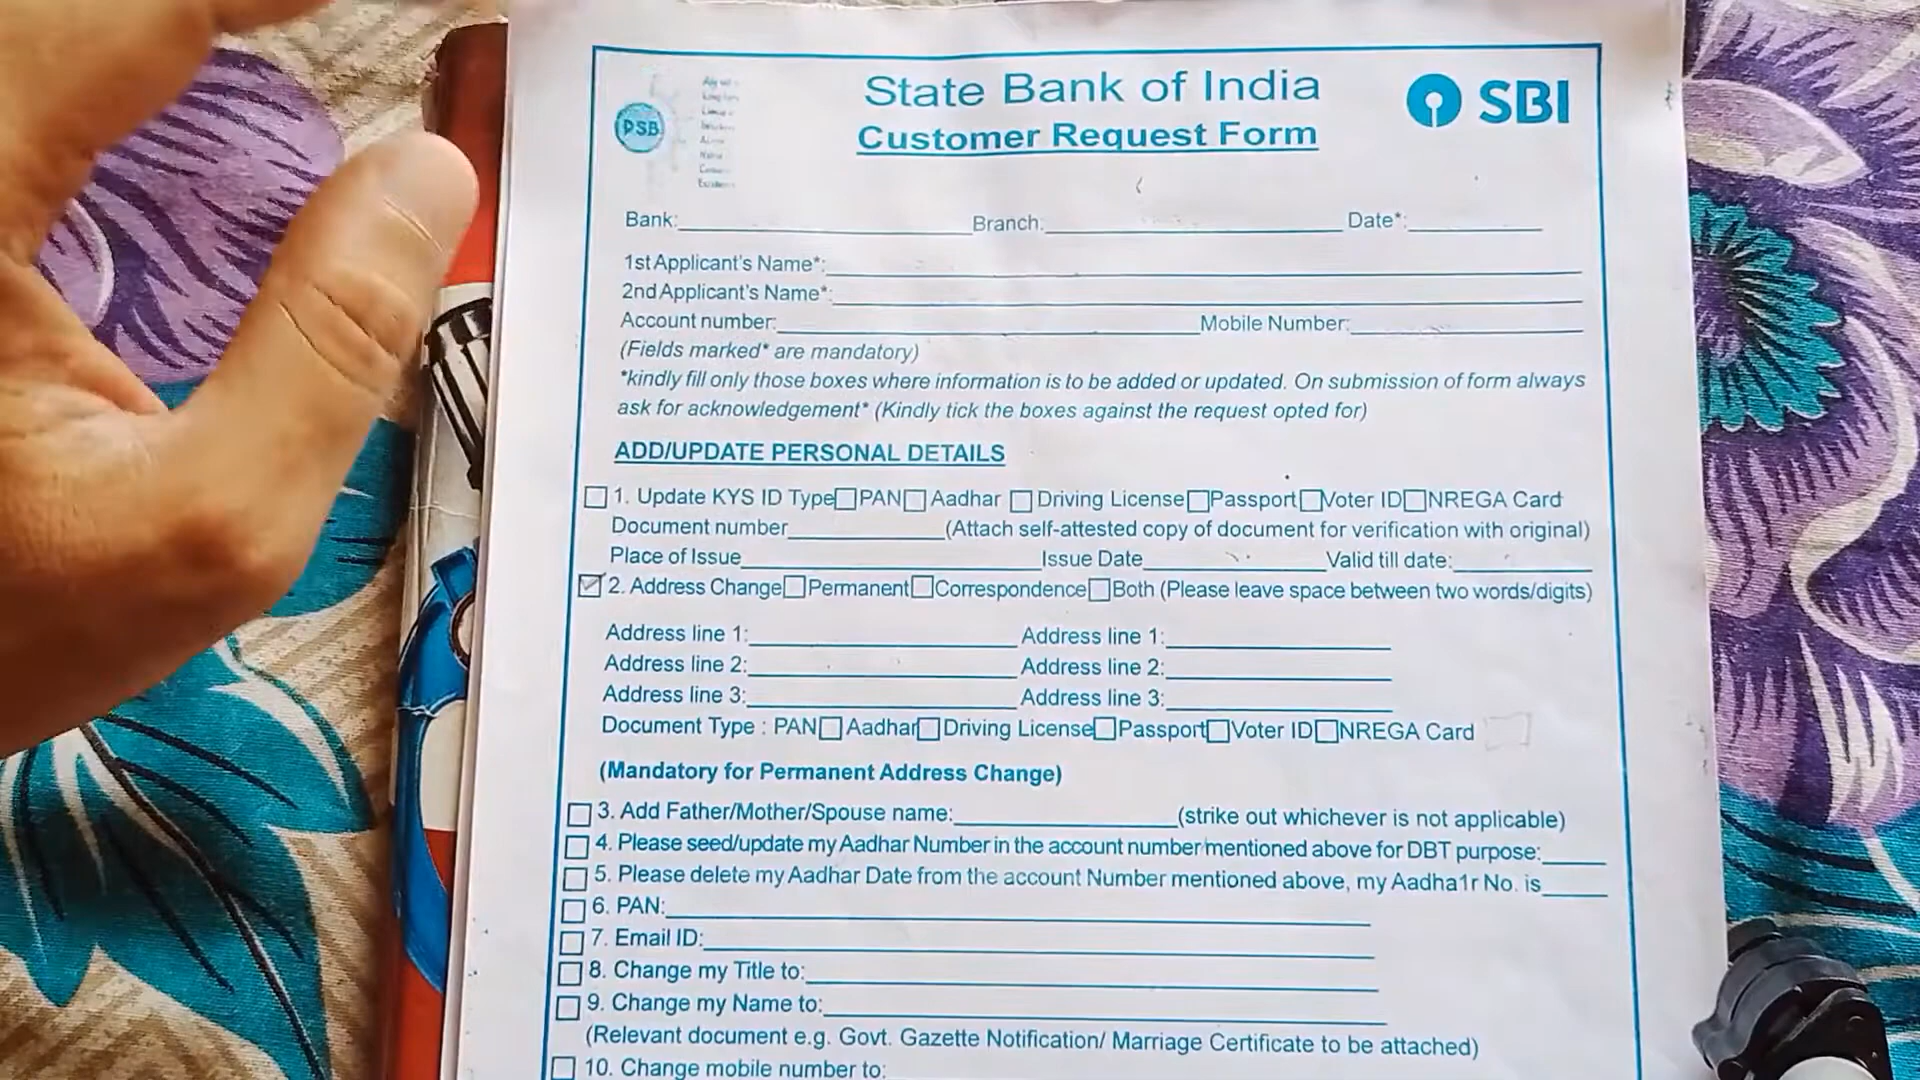 State Bank of India
SBI
PSB
Customer Request Form
Bank: Branch: Date*:
1st Applicant's Name*:
2nd Applicant's Name*:
Account number: Mobile Number:
(Fields marked* are mandatory)
*kindly fill only those boxes where information is to be added or updated. On submission of form always
ask for acknowledgement* (Kindly tick the boxes against the request opted for)
ADD/UPDATE PERSONAL DETAILS
1. Update KYS ID Type PAN Aadhar Driving License Passport Voter ID NREGA Card
Document number (Attach self-attested copy of document for verification with original)
Place of Issue Issue Date Valid till date:
2. Address Change Permanent Correspondence Both (Please leave space between two words/digits)
Address line 1: Address line 1:
Address line 2: Address line 2:
Address line 3: Address line 3:
Document Type : PAN Aadhar Driving License Passport Voter ID NREGA Card
(Mandatory for Permanent Address Change)
3. Add Father/Mother/Spouse name: (strike out whichever is not applicable)
4. Please seed/update my Aadhar Number in the account number mentioned above for DBT purpose:
5. Please delete my Aadhar Date from the account Number mentioned above, my Aadha1r No. is
6. PAN:
7. Email ID:
8. Change my Title to:
9. Change my Name to:
(Relevant document e.g. Govt. Gazette Notification/ Marriage Certificate to be attached)
10. Change mobile number to: